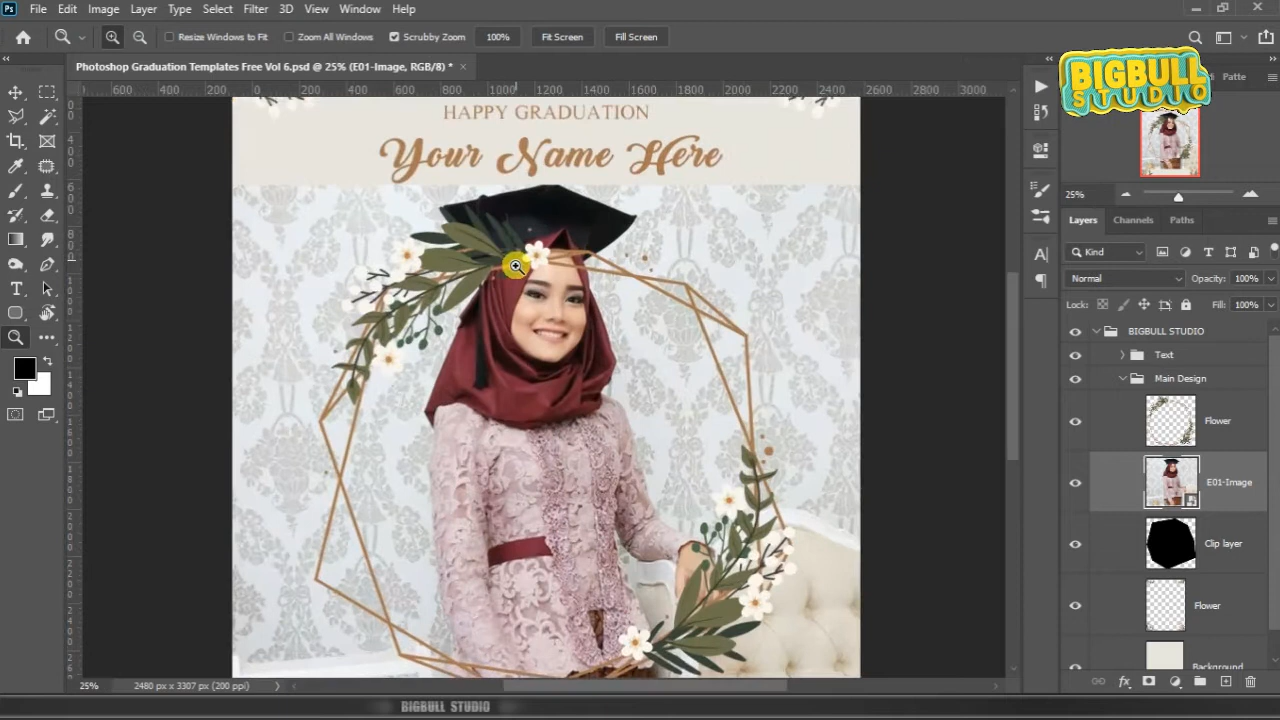 Ps File Edit Image Layer Type Select Filter 3D View Window Help
Resize Windows to Fit Zoom All Windows Scrubby Zoom 100% Fit Screen Fill Screen
Photoshop Graduation Templates Free Vol 6.psd @ 25% (E01-Image, RGB/8) *
BIGBULL
STUDIO
Patte
600 400 200 0 200 400 600 800 1000 1200 1400 1600 1800 2000 2200 2400 2600 2800 3000
HAPPY GRADUATION
Your Name Here
25%
Layers Channels Paths
Kind
Normal Opacity: 100%
Lock: Fill: 100%
BIGBULL STUDIO
Text
Main Design
Flower
E01-Image
Clip layer
Flower
Background
25% 2480 px x 3307 px (200 ppi)
BIGBULL STUDIO